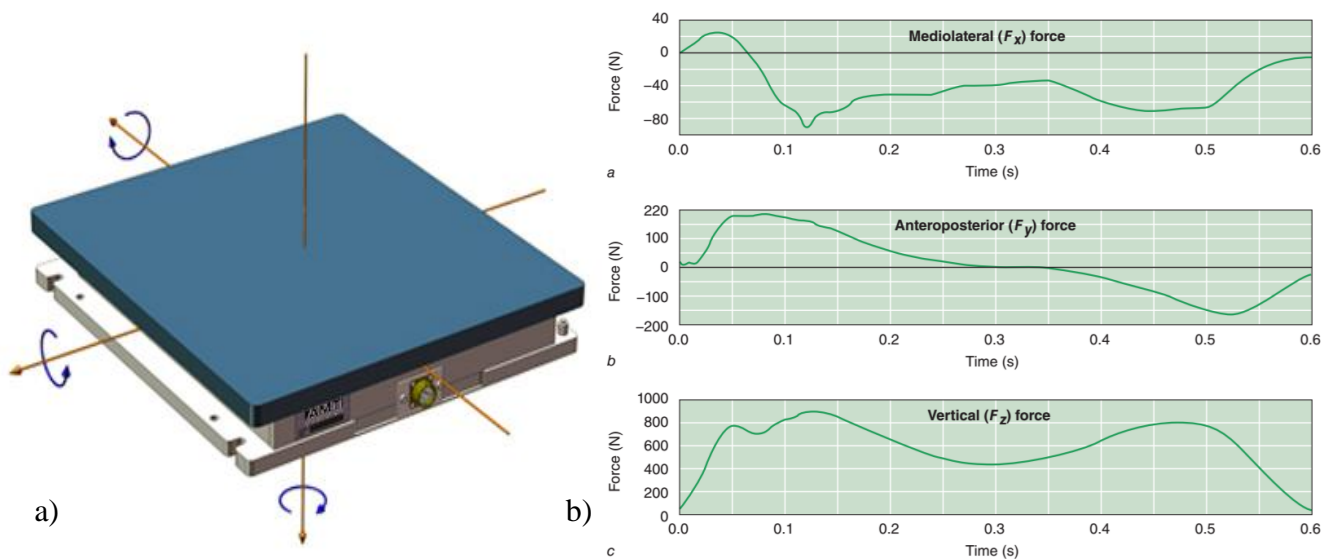 AMTI
a)
b)
Mediolateral (Fx) force
Force (N)
40
0
−40
−80
0.0 0.1 0.2 0.3 0.4 0.5 0.6
Time (s)
a
Anteroposterior (Fy) force
Force (N)
220
100
0
−100
−200
0.0 0.1 0.2 0.3 0.4 0.5 0.6
Time (s)
b
Vertical (Fz) force
Force (N)
1000
800
600
400
200
0
0.0 0.1 0.2 0.3 0.4 0.5 0.6
Time (s)
c